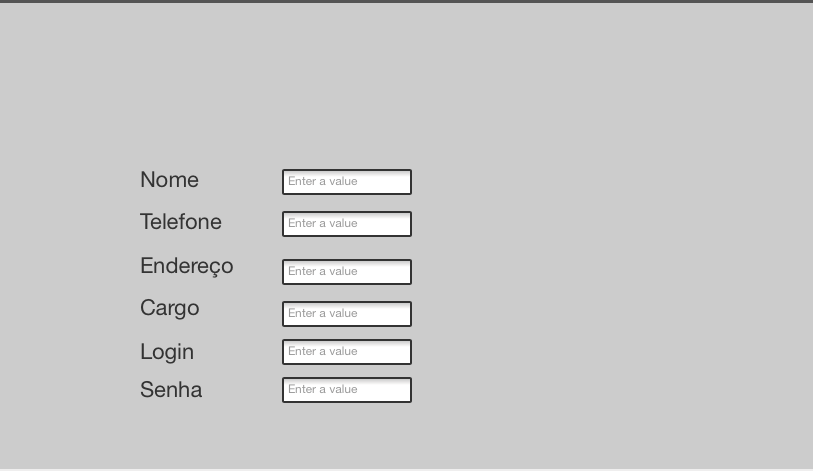 Nome Enter a value
Telefone Enter a value
Endereço Enter a value
Cargo Enter a value
Login Enter a value
Senha Enter a value